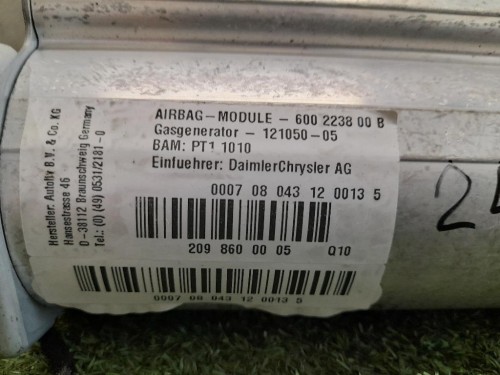 AIRBAG-MODULE - 600 2238 00 B
Gasgenerator - 121050-05
BAM: PT1 1010
Einfuehrer: DaimlerChrysler AG
0007 08 043 12 0013 5
209 860 00 05 Q10
0007 08 043 12 0013 5
Hersteller: Autoliv B.V. & Co. KG
Hansestrasse 46
D-38112 Braunschweig Germany
Tel.: (0) (49) 0531/2181-0